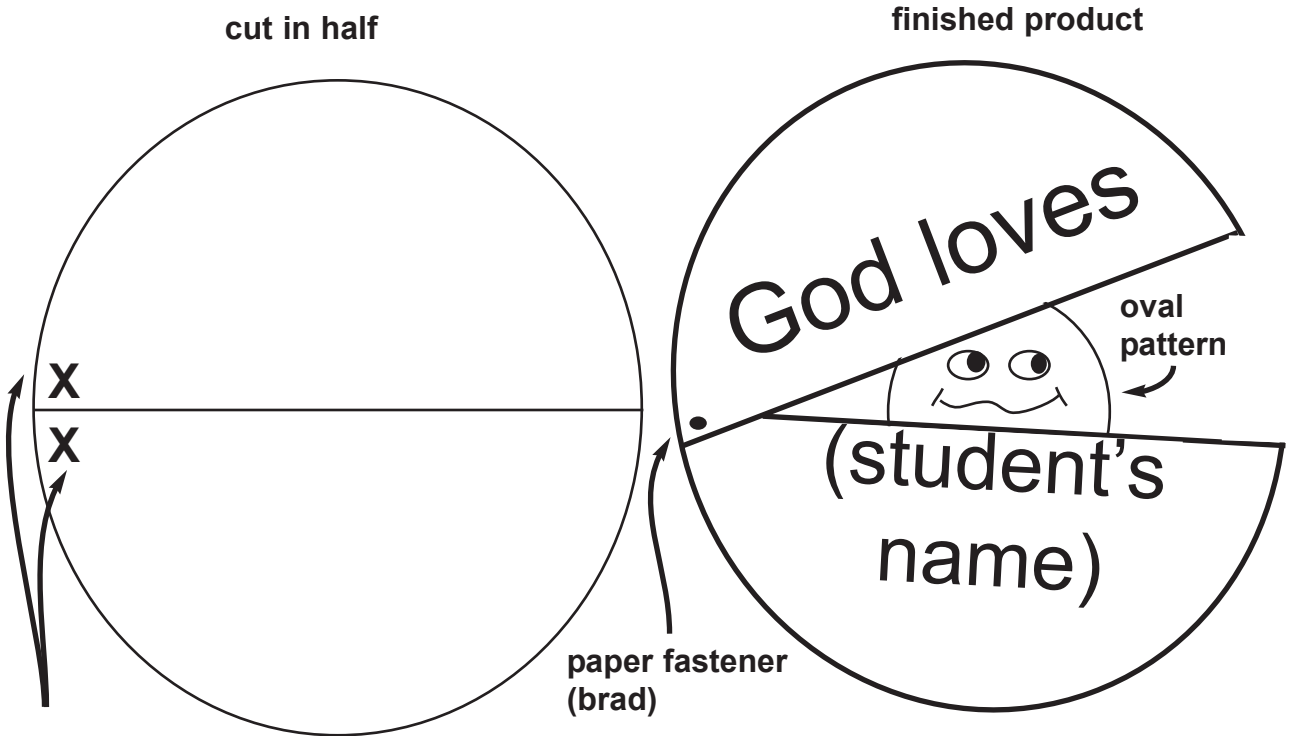 cut in half
X
X
finished product
God loves
oval
pattern
(student’s
name)
paper fastener
(brad)